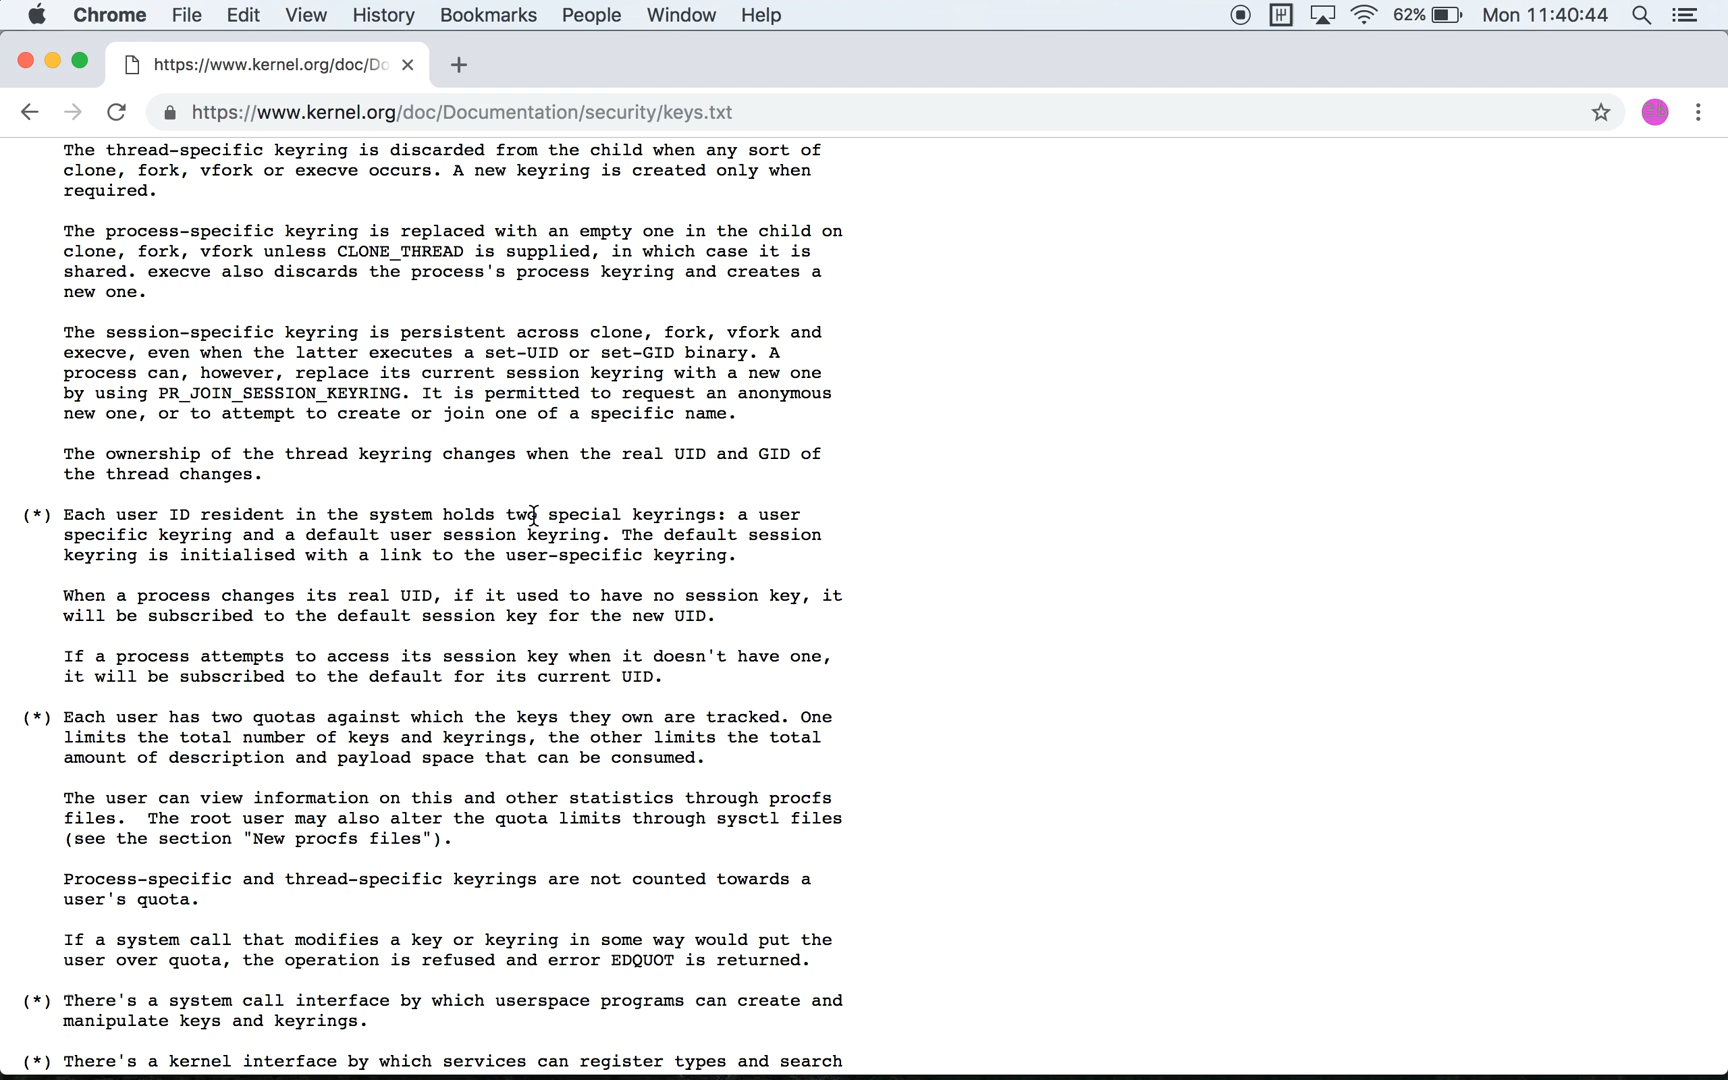 Chrome File Edit View History Bookmarks People Window Help 62% Mon 11:40:44
https://www.kernel.org/doc/Do
https://www.kernel.org/doc/Documentation/security/keys.txt
The thread-specific keyring is discarded from the child when any sort of
clone, fork, vfork or execve occurs. A new keyring is created only when
required.
The process-specific keyring is replaced with an empty one in the child on
clone, fork, vfork unless CLONE_THREAD is supplied, in which case it is
shared. execve also discards the process's process keyring and creates a
new one.
The session-specific keyring is persistent across clone, fork, vfork and
execve, even when the latter executes a set-UID or set-GID binary. A
process can, however, replace its current session keyring with a new one
by using PR_JOIN_SESSION_KEYRING. It is permitted to request an anonymous
new one, or to attempt to create or join one of a specific name.
The ownership of the thread keyring changes when the real UID and GID of
the thread changes.
(*) Each user ID resident in the system holds two special keyrings: a user
specific keyring and a default user session keyring. The default session
keyring is initialised with a link to the user-specific keyring.
When a process changes its real UID, if it used to have no session key, it
will be subscribed to the default session key for the new UID.
If a process attempts to access its session key when it doesn't have one,
it will be subscribed to the default for its current UID.
(*) Each user has two quotas against which the keys they own are tracked. One
limits the total number of keys and keyrings, the other limits the total
amount of description and payload space that can be consumed.
The user can view information on this and other statistics through procfs
files.  The root user may also alter the quota limits through sysctl files
(see the section "New procfs files").
Process-specific and thread-specific keyrings are not counted towards a
user's quota.
If a system call that modifies a key or keyring in some way would put the
user over quota, the operation is refused and error EDQUOT is returned.
(*) There's a system call interface by which userspace programs can create and
manipulate keys and keyrings.
(*) There's a kernel interface by which services can register types and search